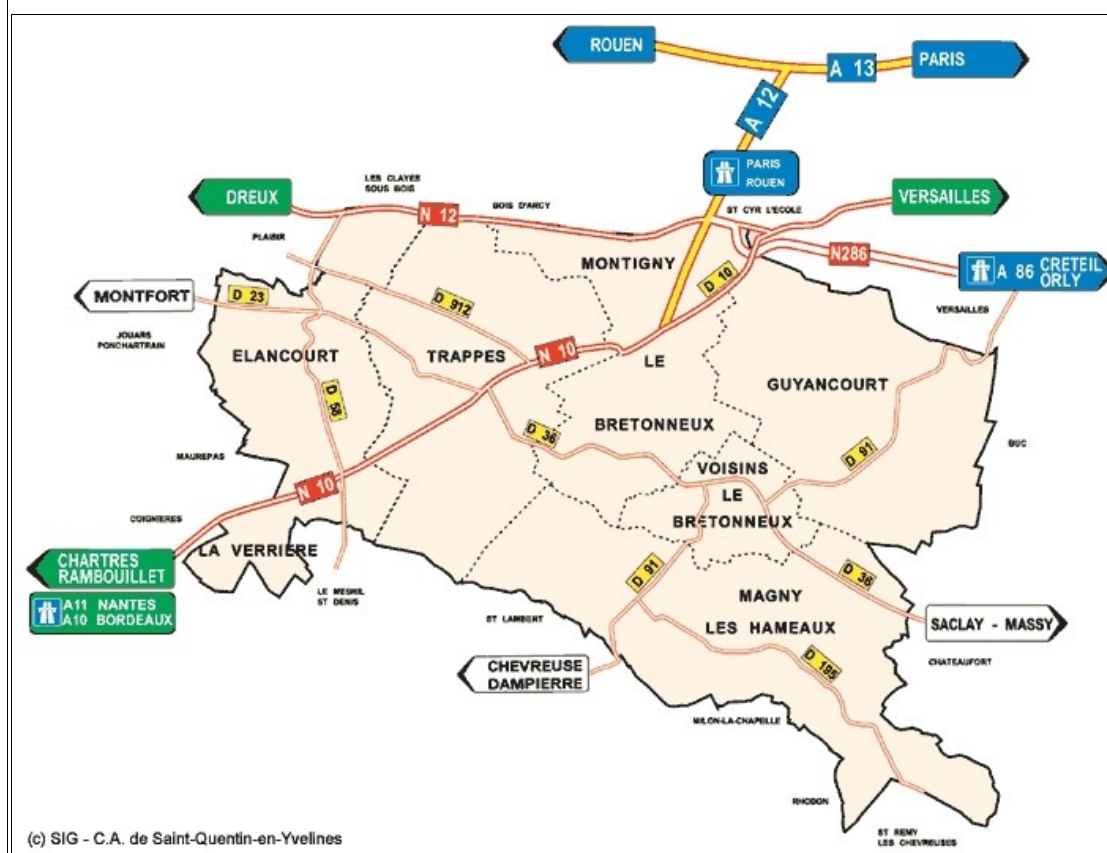 ROUEN
A 13
PARIS
A 12
PARIS
ROUEN
LES CLAYES
SOUS BOIS
DREUX
N 12
BOIS D'ARCY
ST CYR L'ECOLE
VERSAILLES
PLAISIR
MONTIGNY
N286
A 86 CRETEIL
ORLY
D 10
MONTFORT
D 23
D 912
VERSAILLES
JOUARS
PONCHARTRAIN
ELANCOURT
TRAPPES
N 10
LE
GUYANCOURT
D 58
BRETONNEUX
D 36
BUC
MAUREPAS
VOISINS
D 91
LE
N 10
BRETONNEUX
COIGNIERES
LA VERRIERE
CHARTRES
RAMBOUILLET
A11 NANTES
A10 BORDEAUX
LE MESNIL
ST DENIS
D 91
D 36
MAGNY
ST LAMBERT
LES HAMEAUX
SACLAY - MASSY
CHEVREUSE
DAMPIERRE
D 195
CHATEAUFORT
MILON-LA-CHAPELLE
RHODON
ST REMY
LES CHEVREUSES
(c) SIG - C.A. de Saint-Quentin-en-Yvelines